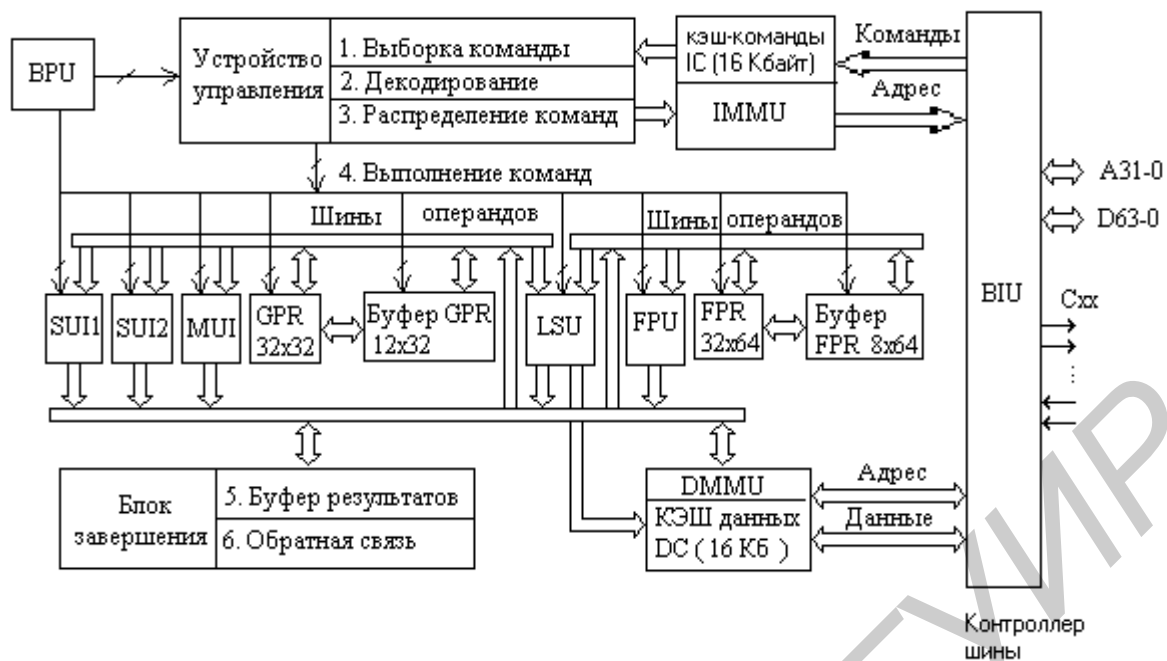 BPU
Устройство
управления
1. Выборка команды
2. Декодирование
3. Распределение команд
кэш-команды
IC (16 Кбайт)
IMMU
Команды
Адрес
A31-0
D63-0
Cxx
BIU
4. Выполнение команд
Шины операндов
Шины операндов
SUI1
SUI2
MUI
GPR
32x32
Буфер GPR
12x32
LSU
FPU
FPR
32x64
Буфер
FPR 8x64
Блок
завершения
5. Буфер результатов
6. Обратная связь
DMMU
КЭШ данных
DC ( 16 Кб )
Адрес
Данные
Контроллер
шины
ГУИР